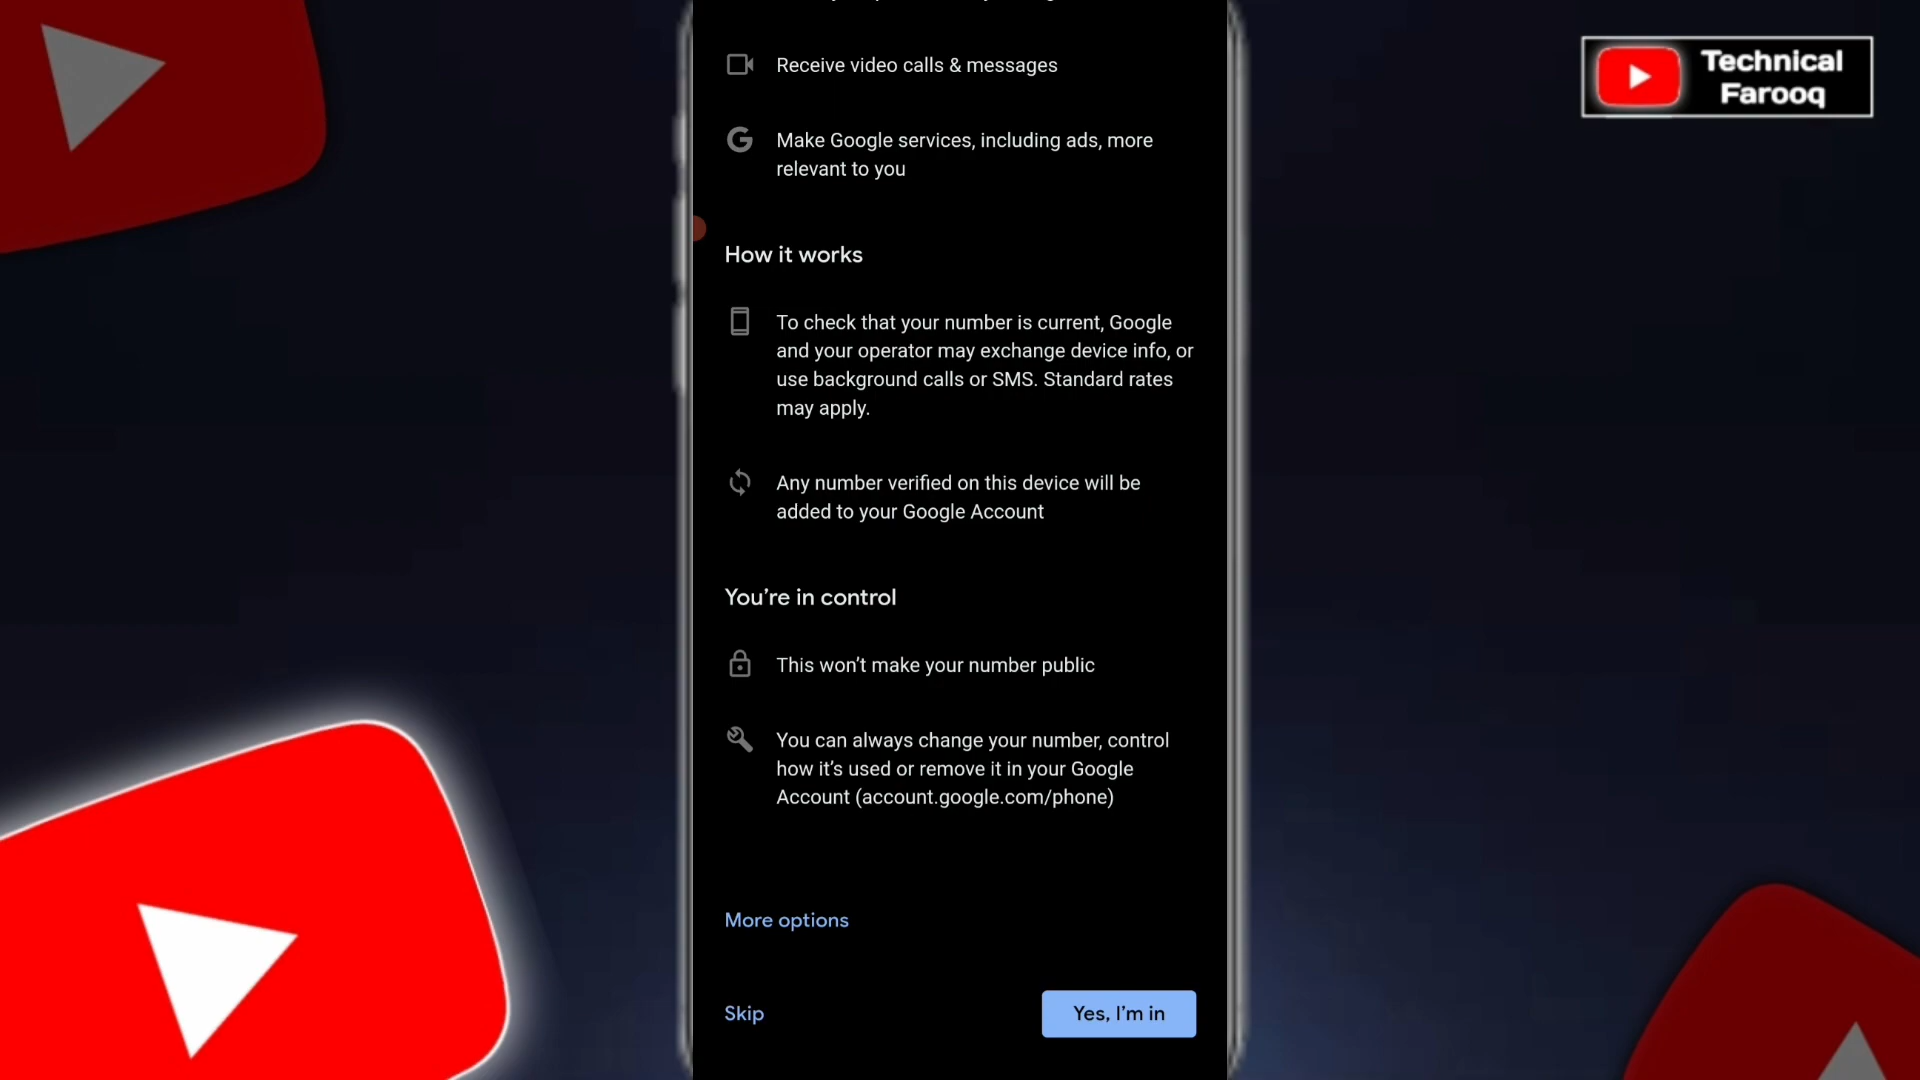 Receive video calls & messages
Make Google services, including ads, more
relevant to you
How it works
To check that your number is current, Google
and your operator may exchange device info, or
use background calls or SMS. Standard rates
may apply.
Any number verified on this device will be
added to your Google Account
You’re in control
This won’t make your number public
You can always change your number, control
how it’s used or remove it in your Google
Account (account.google.com/phone)
More options
Skip
Yes, I’m in
Technical
Farooq